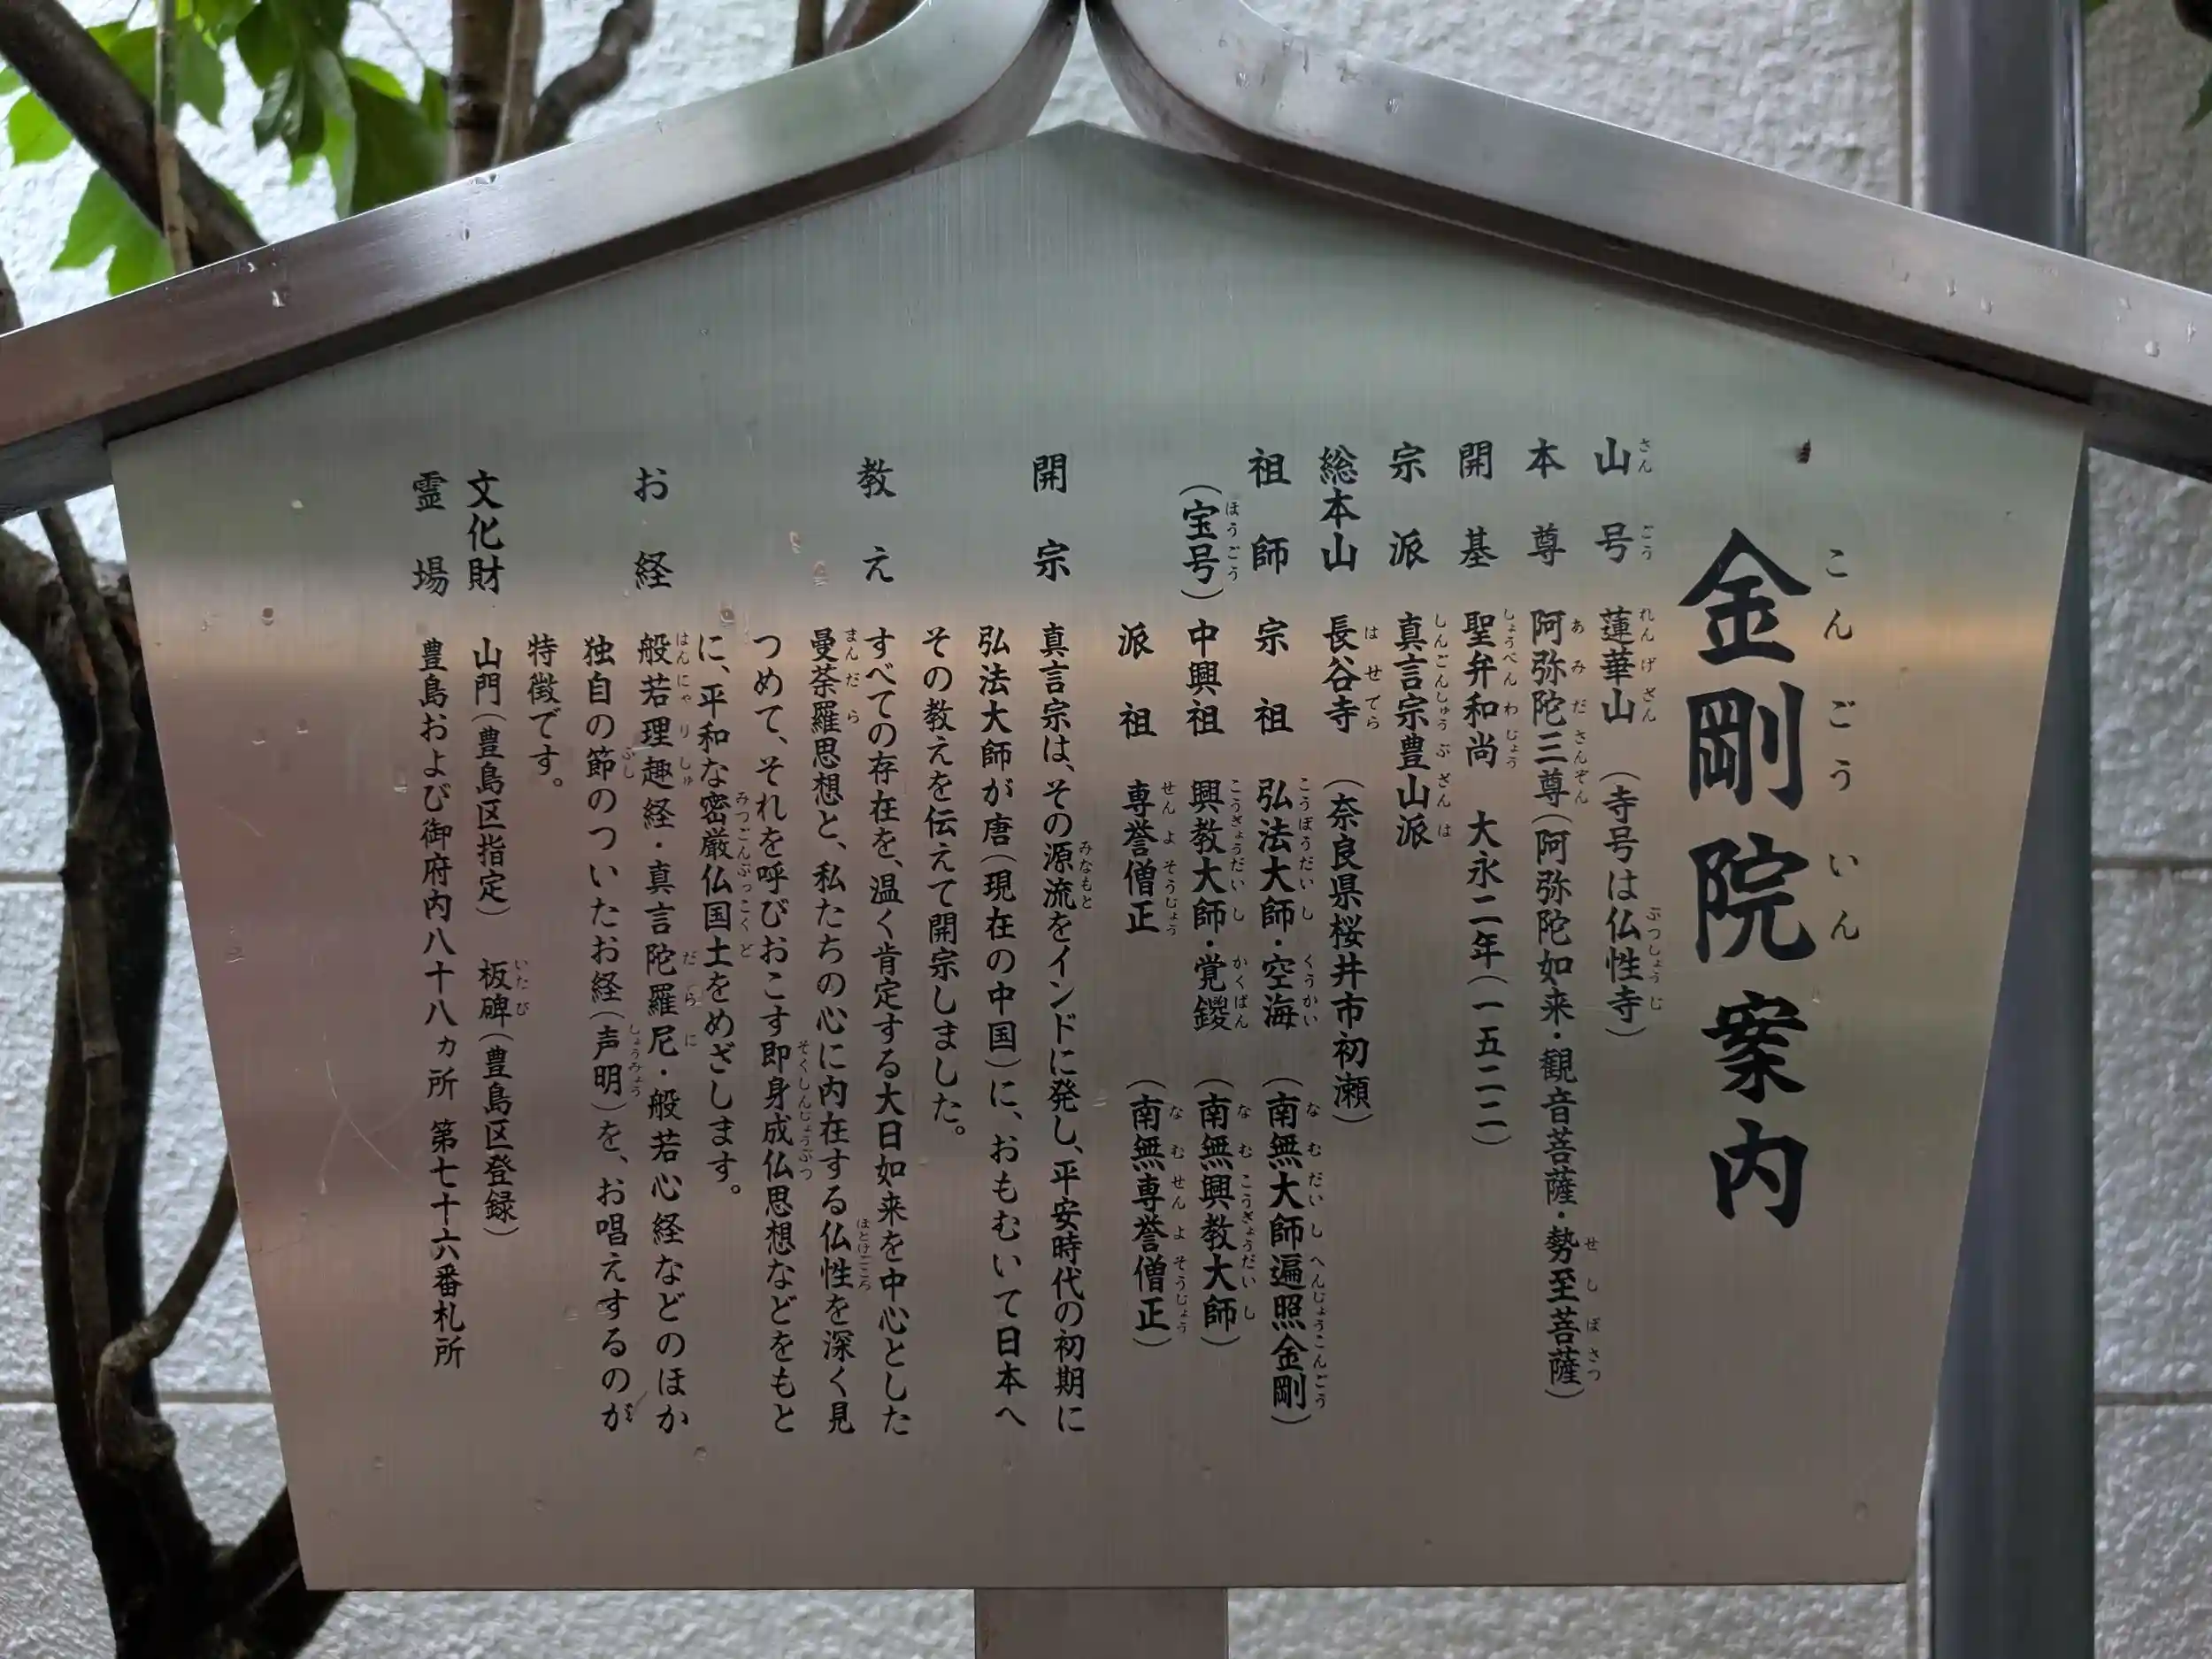 金剛院案内
山号 蓮華山 (寺号は仏性寺)
本尊 阿弥陀三尊(阿弥陀如来・観音菩薩・勢至菩薩)
開基 聖弁和尚 大永二年(一五二二)
宗派 真言宗豊山派
総本山 長谷寺 (奈良県桜井市初瀬)
祖師 宗祖 弘法大師・空海 (南無大師遍照金剛)
(宝号) 中興祖 興教大師・覚鑁 (南無興教大師)
派祖 専誉僧正 (南無専誉僧正)
開宗 真言宗は、その源流をインドに発し、平安時代の初期に
弘法大師が唐(現在の中国)に、おもむいて日本へ
その教えを伝えて開宗しました。
教え すべての存在を、温く肯定する大日如来を中心とした
曼荼羅思想と、私たちの心に内在する仏性を深く見
つめて、それを呼びおこす即身成仏思想などをもと
に、平和な密厳仏国土をめざします。
お経 般若理趣経・真言陀羅尼・般若心経などのほか
独自の節のついたお経(声明)を、お唱えするのが
特徴です。
文化財 山門(豊島区指定) 板碑(豊島区登録)
霊場 豊島および御府内八十八ヵ所 第七十六番札所